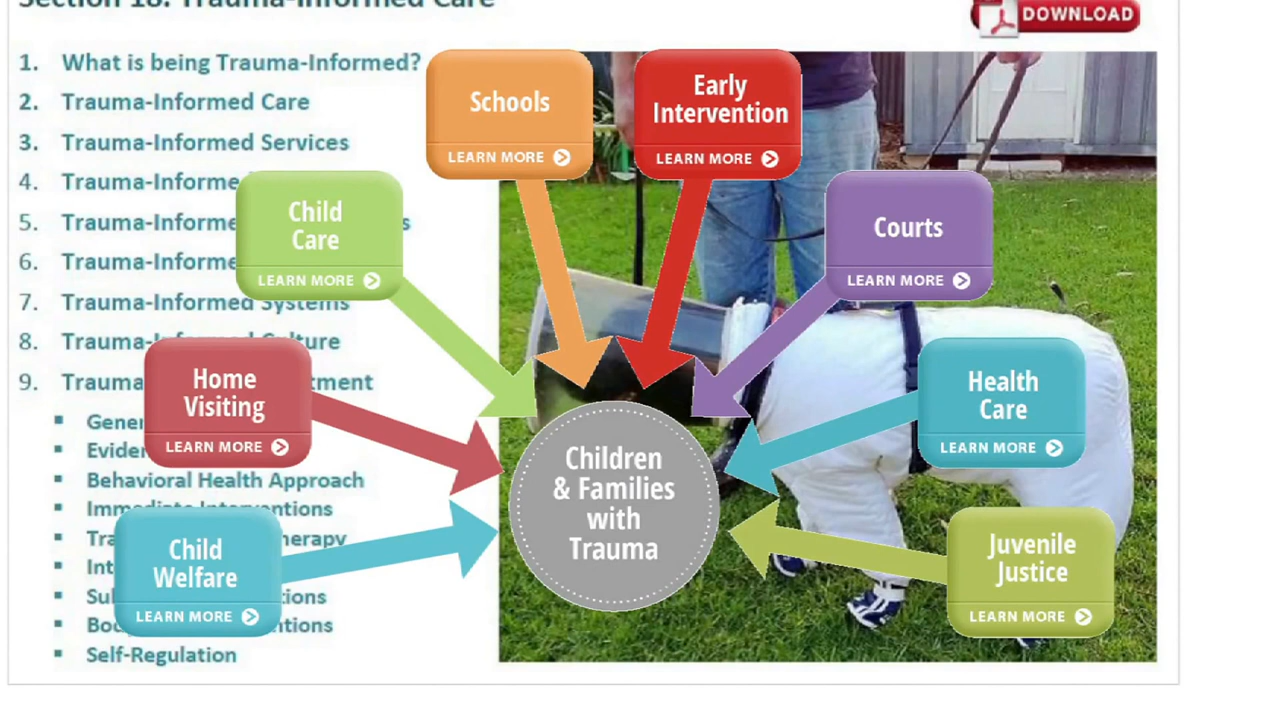 Section 18: Trauma-Informed Care
DOWNLOAD
1. What is being Trauma-Informed?
2. Trauma-Informed Care
3. Trauma-Informed Services
4. Trauma-Informe
5. Trauma-Informe s
6. Trauma-Informe
7. Trauma-Informed Systems
8. Trauma-Informed Culture
9. Trauma tment
▪ Gener
▪ Eviden
▪ Behavioral Health Approach
▪ Immediate Interventions
▪ Tra herapy
▪ Int
▪ Su tions
▪ Bod ntions
▪ Self-Regulation
Schools
LEARN MORE
Early
Intervention
LEARN MORE
Child
Care
LEARN MORE
Courts
LEARN MORE
Home
Visiting
LEARN MORE
Health
Care
LEARN MORE
Child
Welfare
LEARN MORE
Juvenile
Justice
LEARN MORE
Children
& Families
with
Trauma